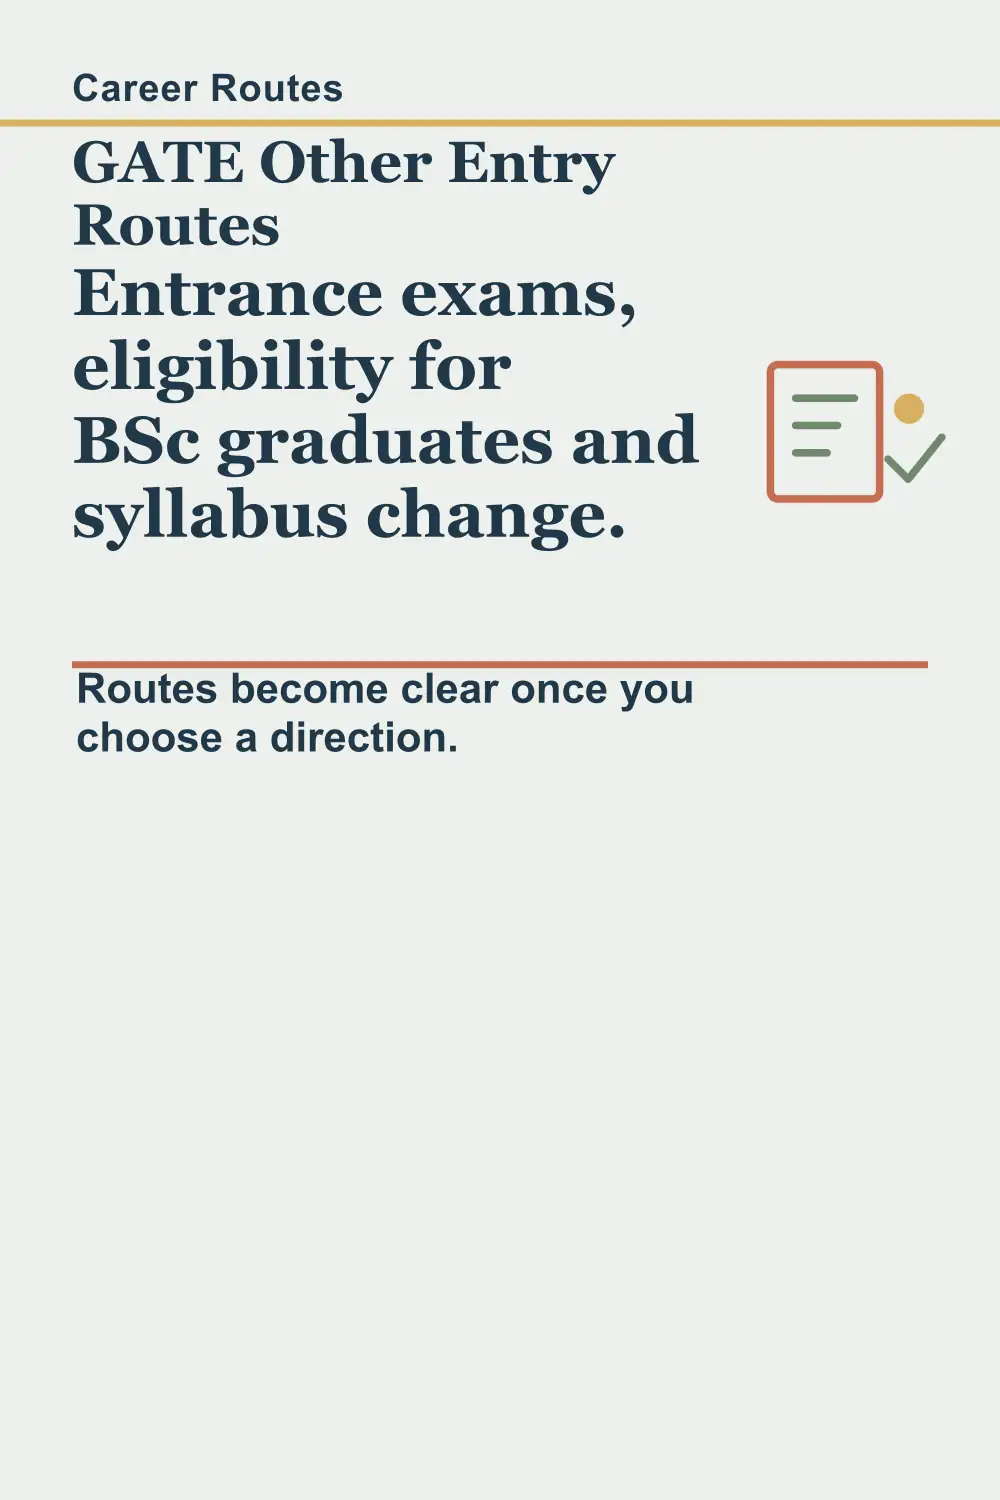 Career Routes
GATE Other Entry
Routes
Entrance exams,
eligibility for
BSc graduates and
syllabus change.
Routes become clear once you
choose a direction.